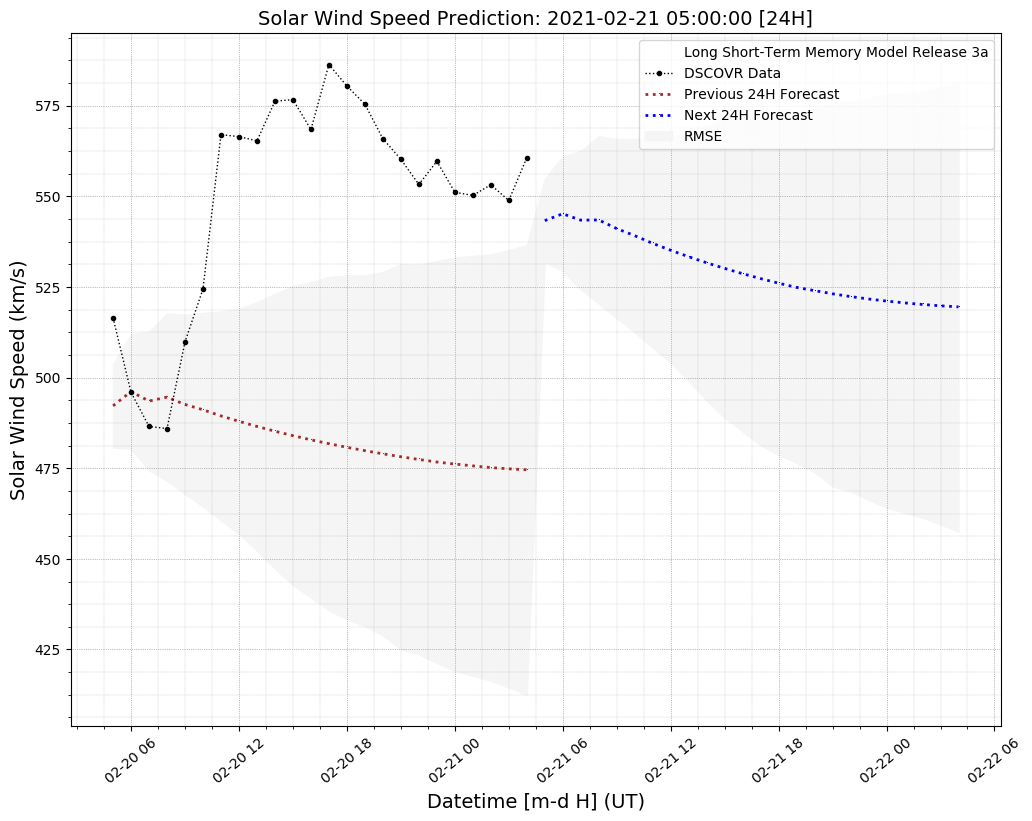 Solar Wind Speed Prediction: 2021-02-21 05:00:00 [24H]
Long Short-Term Memory Model Release 3a
DSCOVR Data
Previous 24H Forecast
Next 24H Forecast
RMSE
Solar Wind Speed (km/s)
575
550
525
500
475
450
425
02-20 06
02-20 12
02-20 18
02-21 00
02-21 06
02-21 12
02-21 18
02-22 00
02-22 06
Datetime [m-d H] (UT)